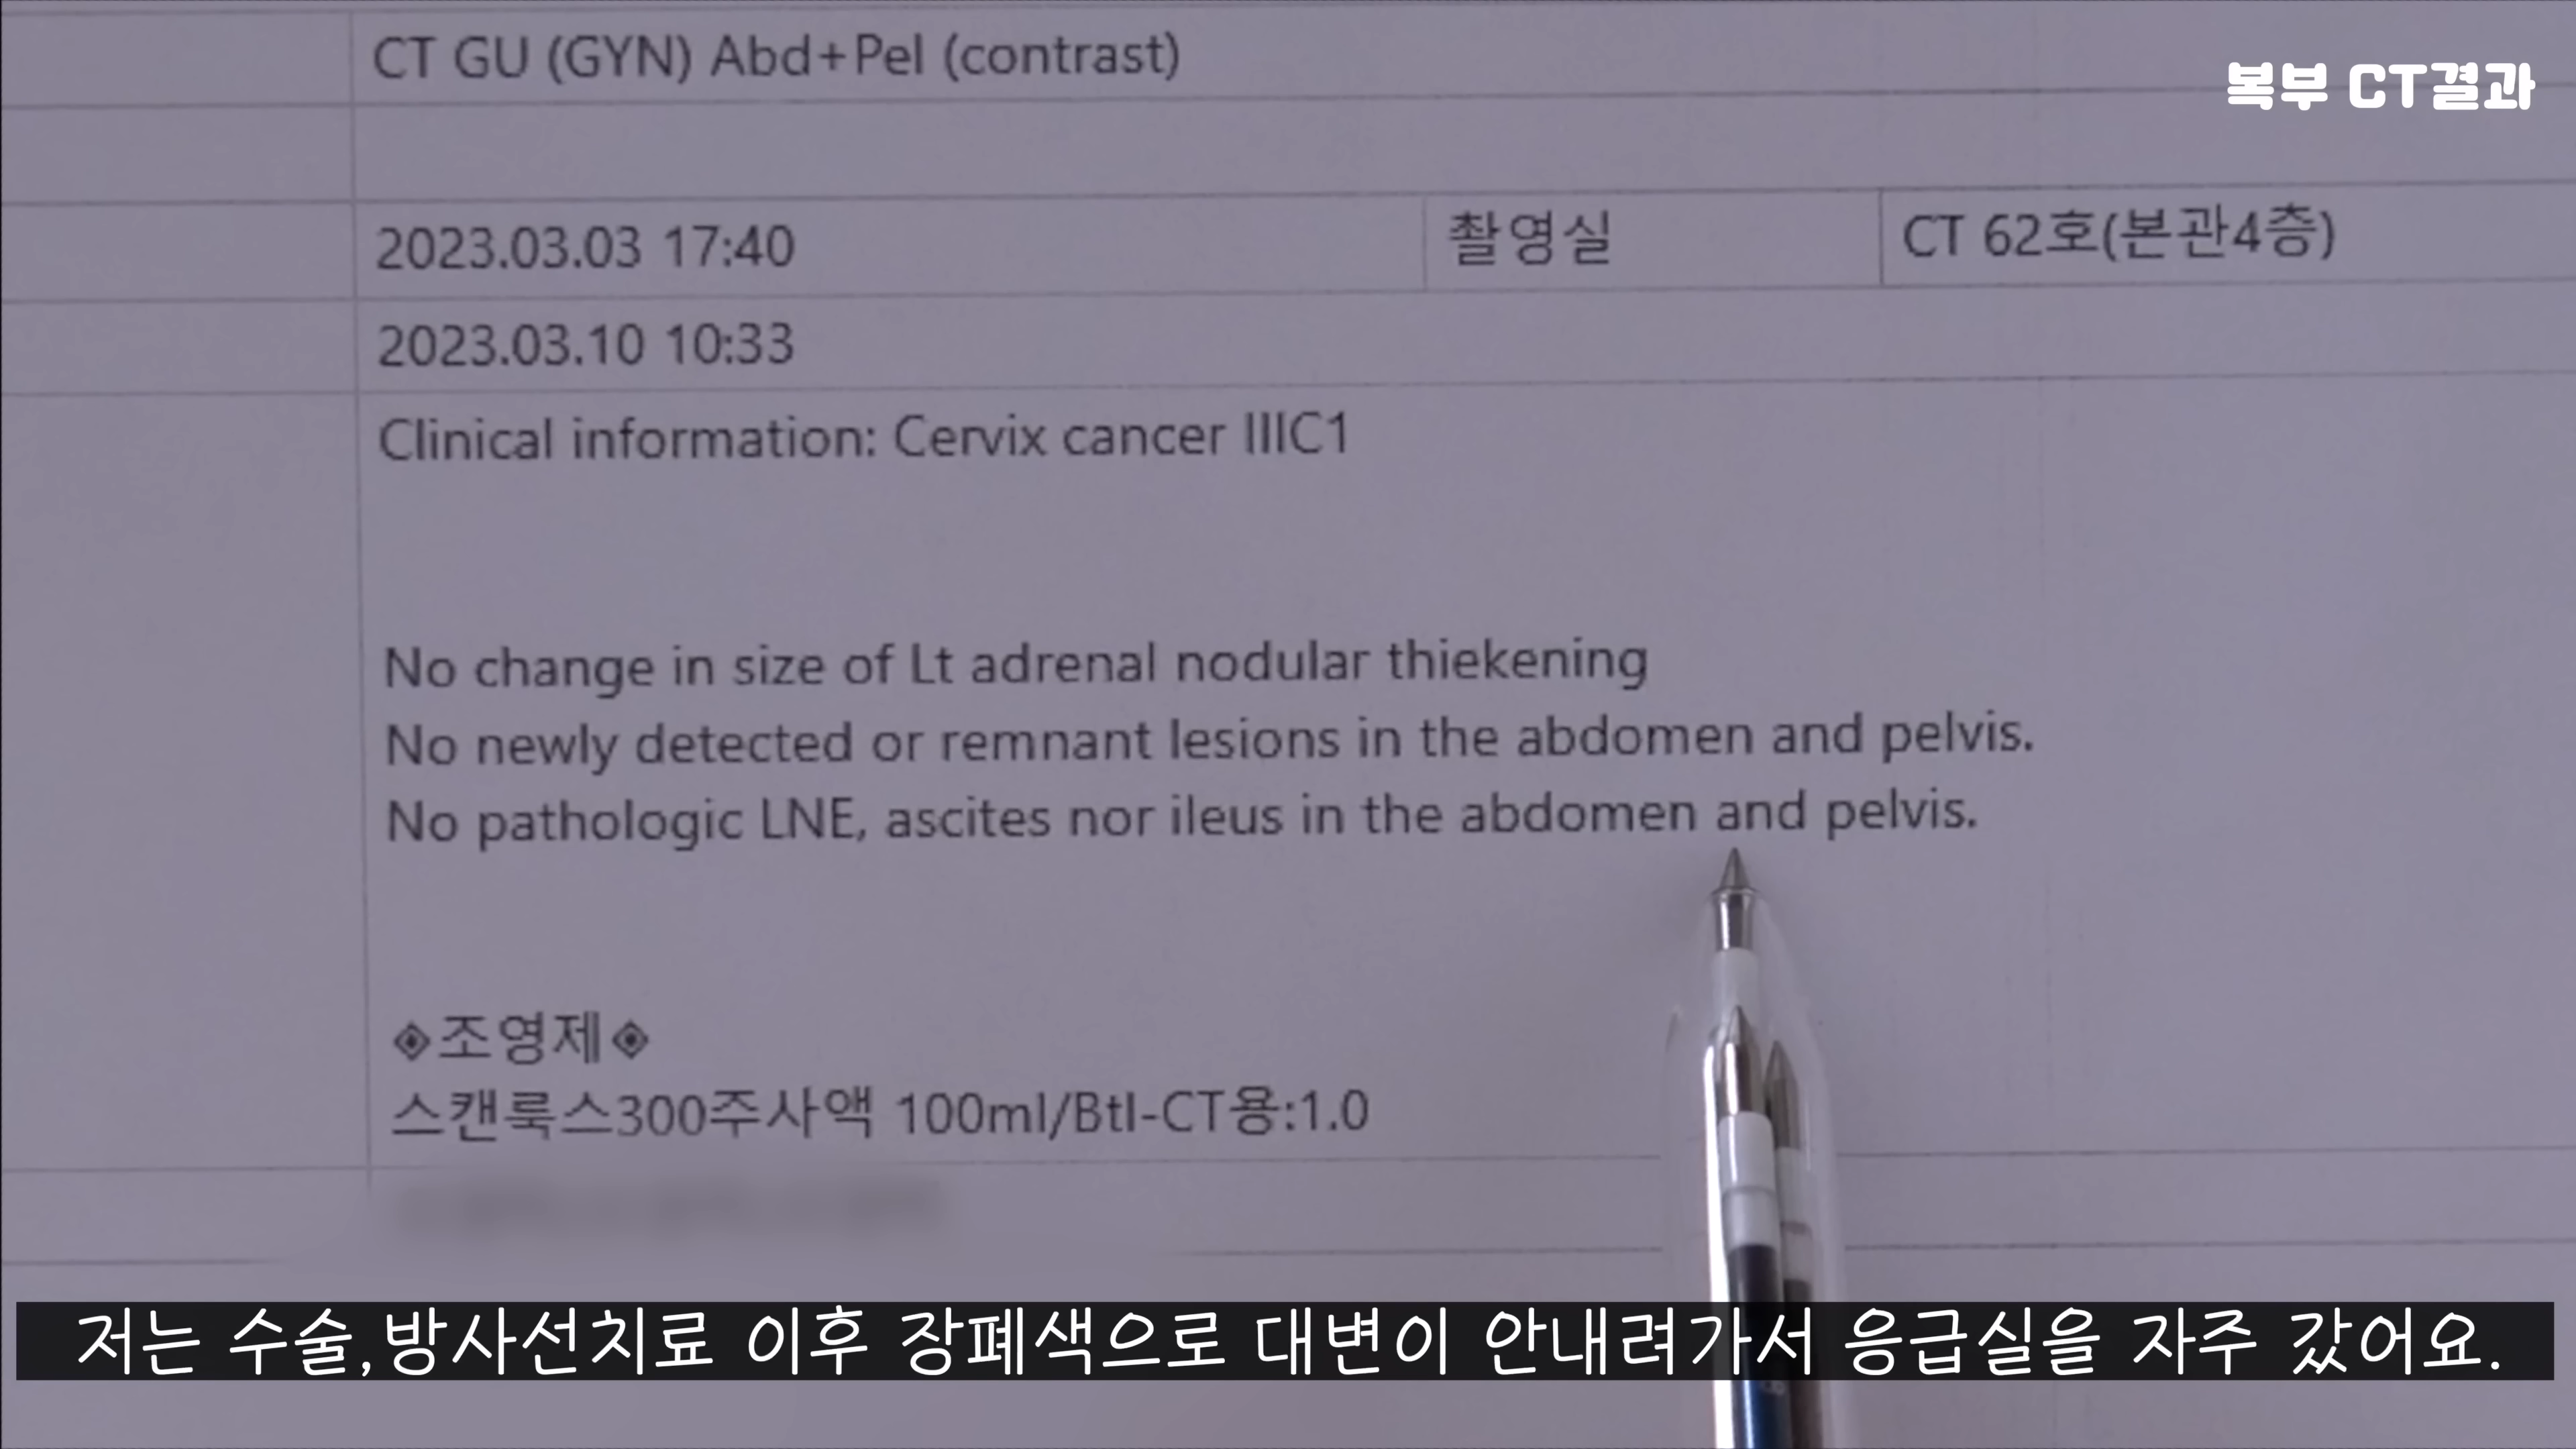 CT GU (GYN) Abd+Pel (contrast)
복부 CT결과
2023.03.03 17:40 촬영실 CT 62호(본관4층)
2023.03.10 10:33
Clinical information: Cervix cancer IIIC1
No change in size of Lt adrenal nodular thiekening
No newly detected or remnant lesions in the abdomen and pelvis.
No pathologic LNE, ascites nor ileus in the abdomen and pelvis.
◈조영제◈
스캔룩스300주사액 100ml/Btl-CT용:1.0
저는 수술,방사선치료 이후 장폐색으로 대변이 안내려가서 응급실을 자주 갔어요.